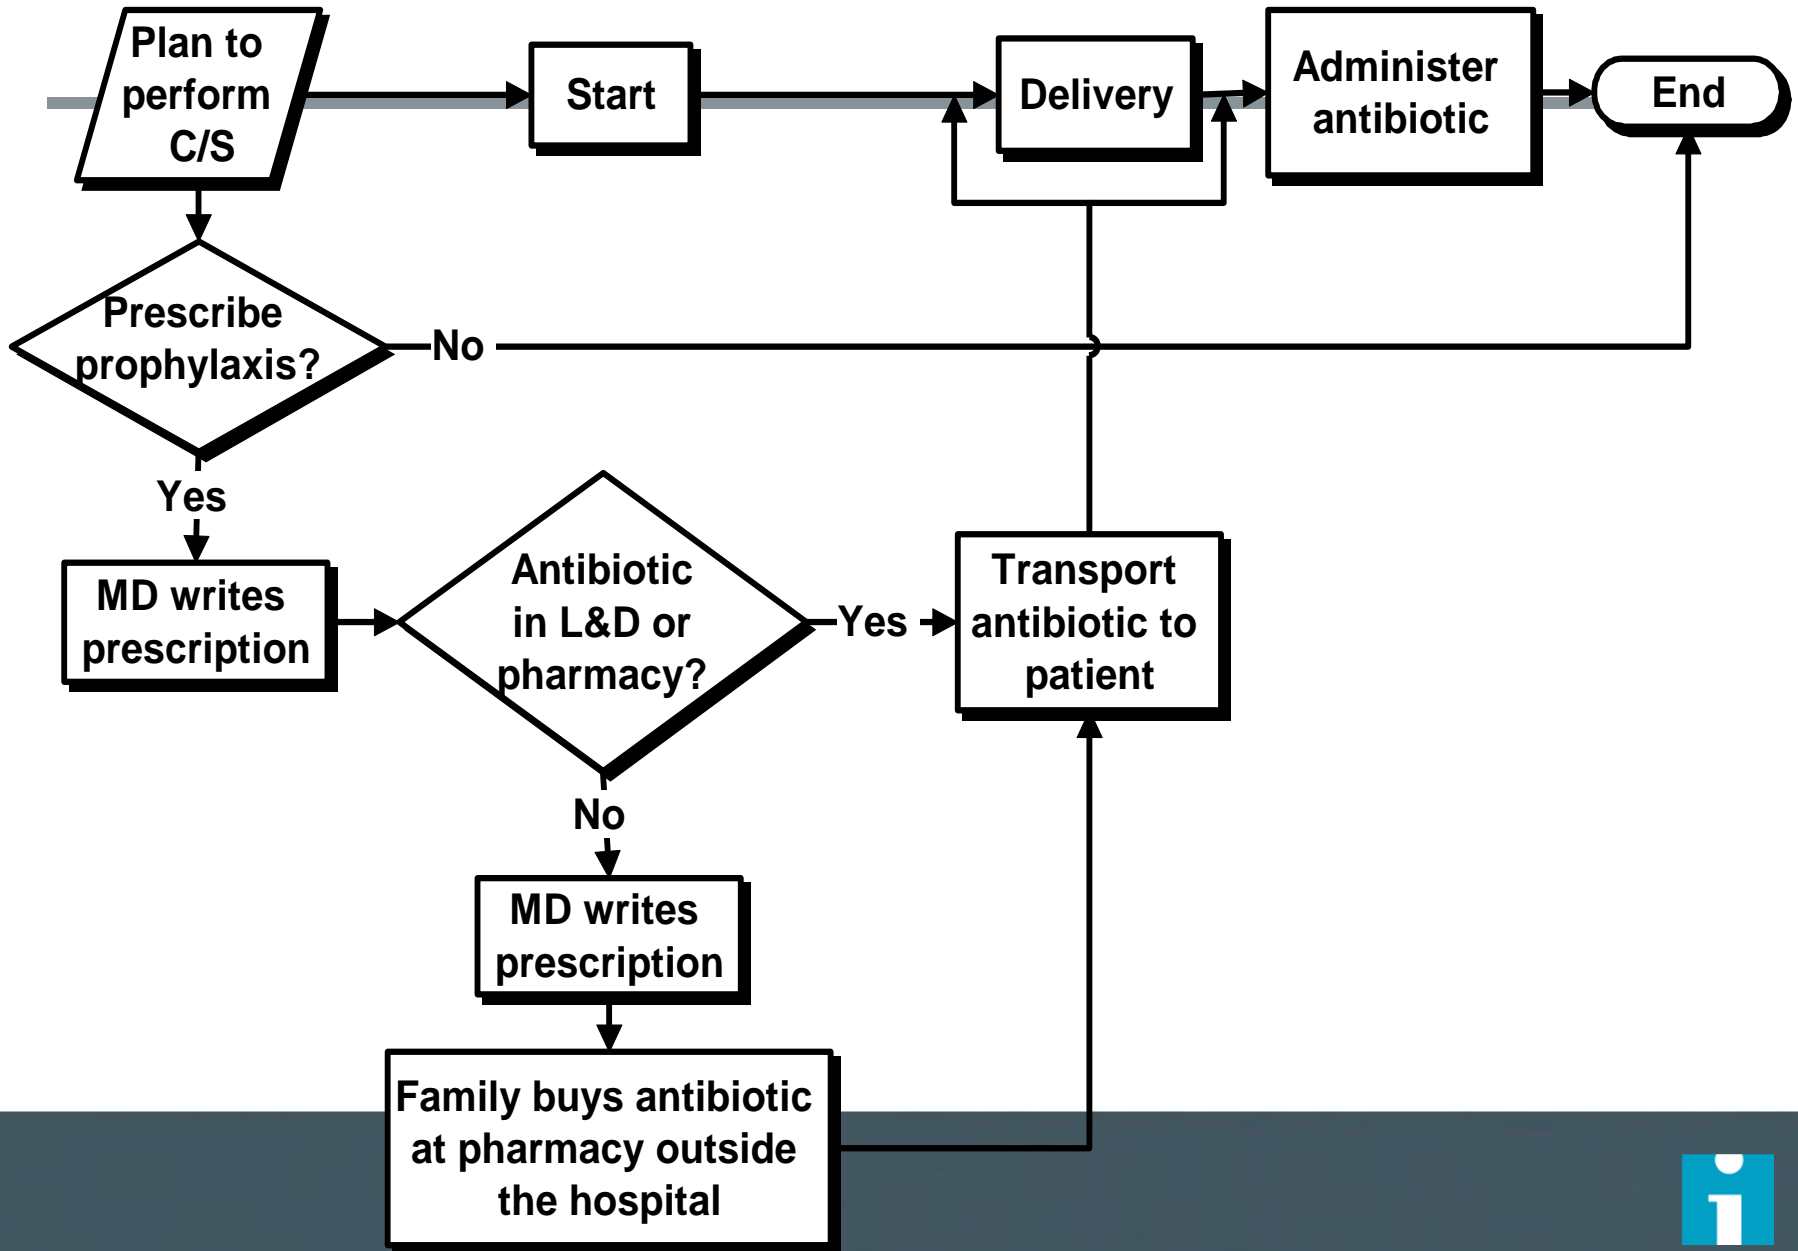 Plan to
perform
C/S
Start
Delivery
Administer
antibiotic
End
Prescribe
prophylaxis?
No
Yes
MD writes
prescription
Antibiotic
in L&D or
pharmacy?
Yes
Transport
antibiotic to
patient
No
MD writes
prescription
Family buys antibiotic
at pharmacy outside
the hospital
i